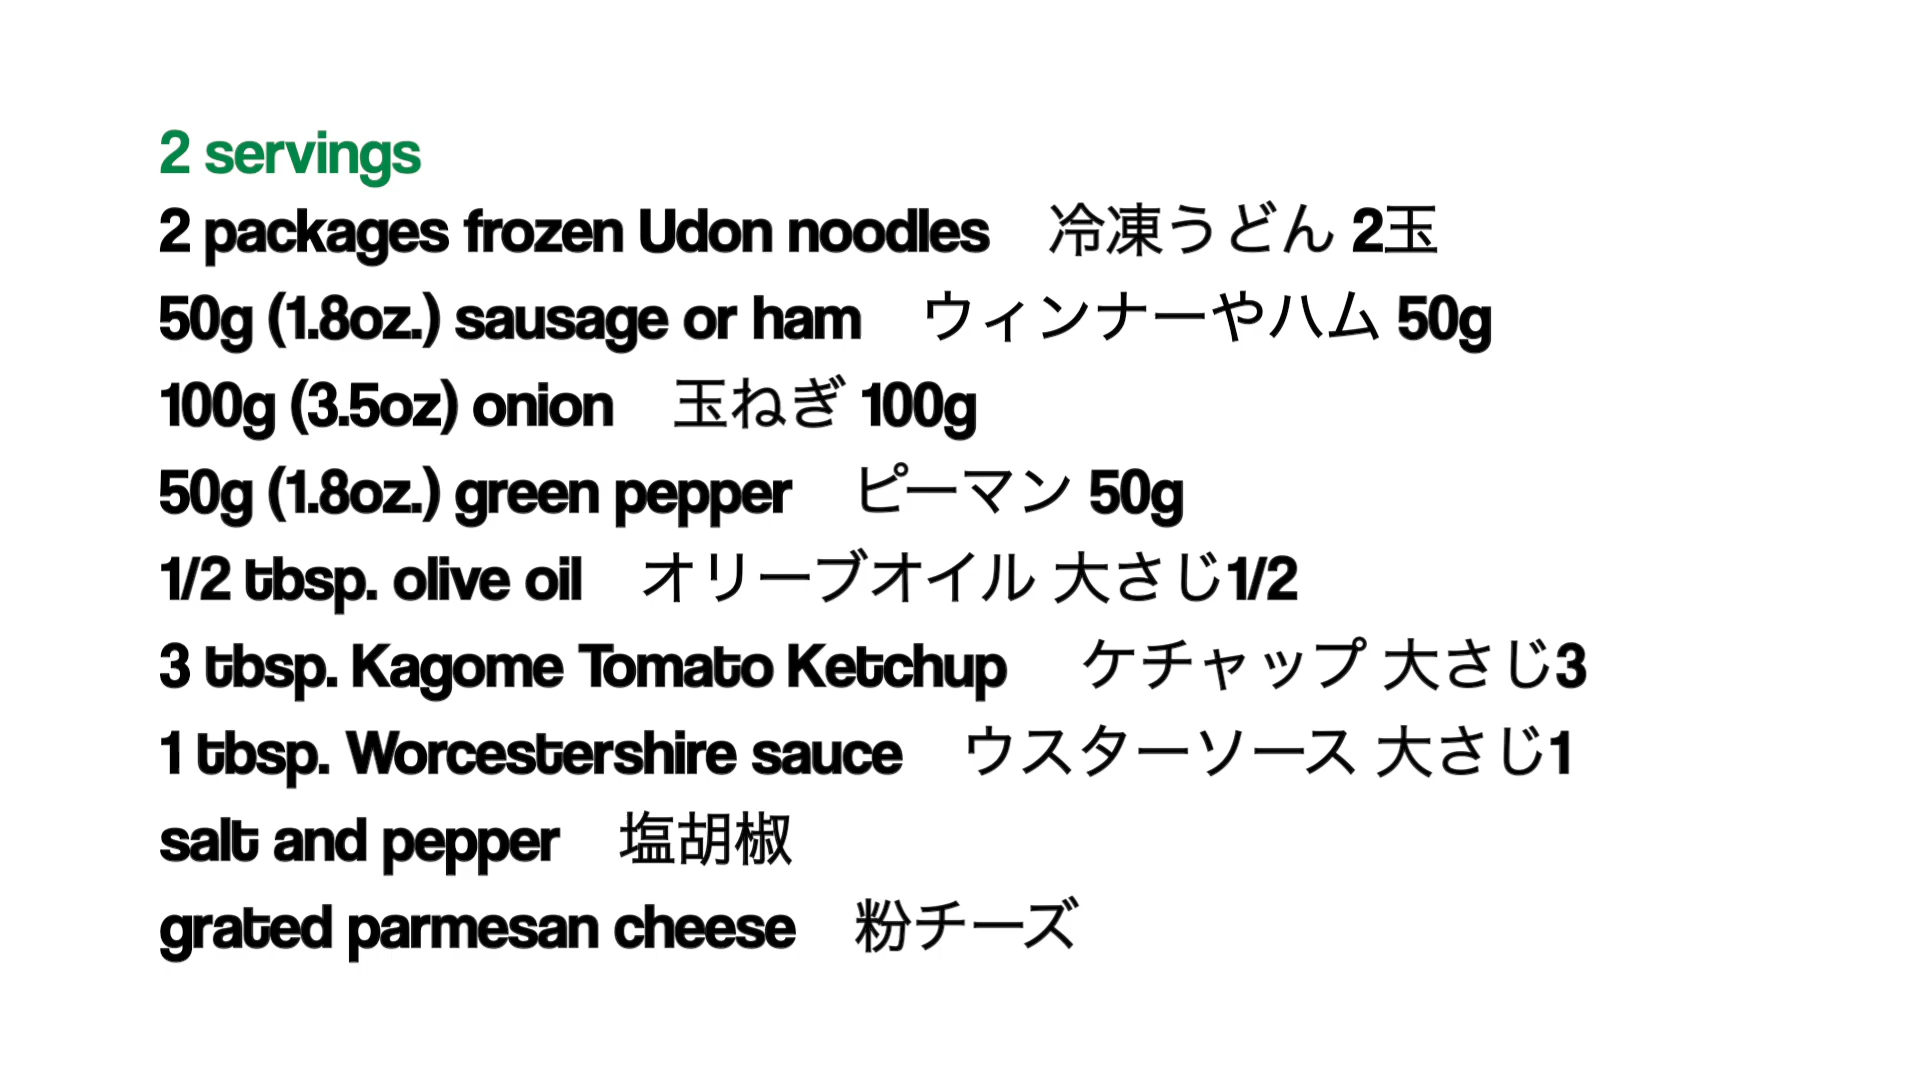 2 servings
2 packages frozen Udon noodles　冷凍うどん 2玉
50g (1.8oz.) sausage or ham　ウィンナーやハム 50g
100g (3.5oz) onion　玉ねぎ 100g
50g (1.8oz.) green pepper　ピーマン 50g
1/2 tbsp. olive oil　オリーブオイル 大さじ1/2
3 tbsp. Kagome Tomato Ketchup　ケチャップ 大さじ3
1 tbsp. Worcestershire sauce　ウスターソース 大さじ1
salt and pepper　塩胡椒
grated parmesan cheese　粉チーズ